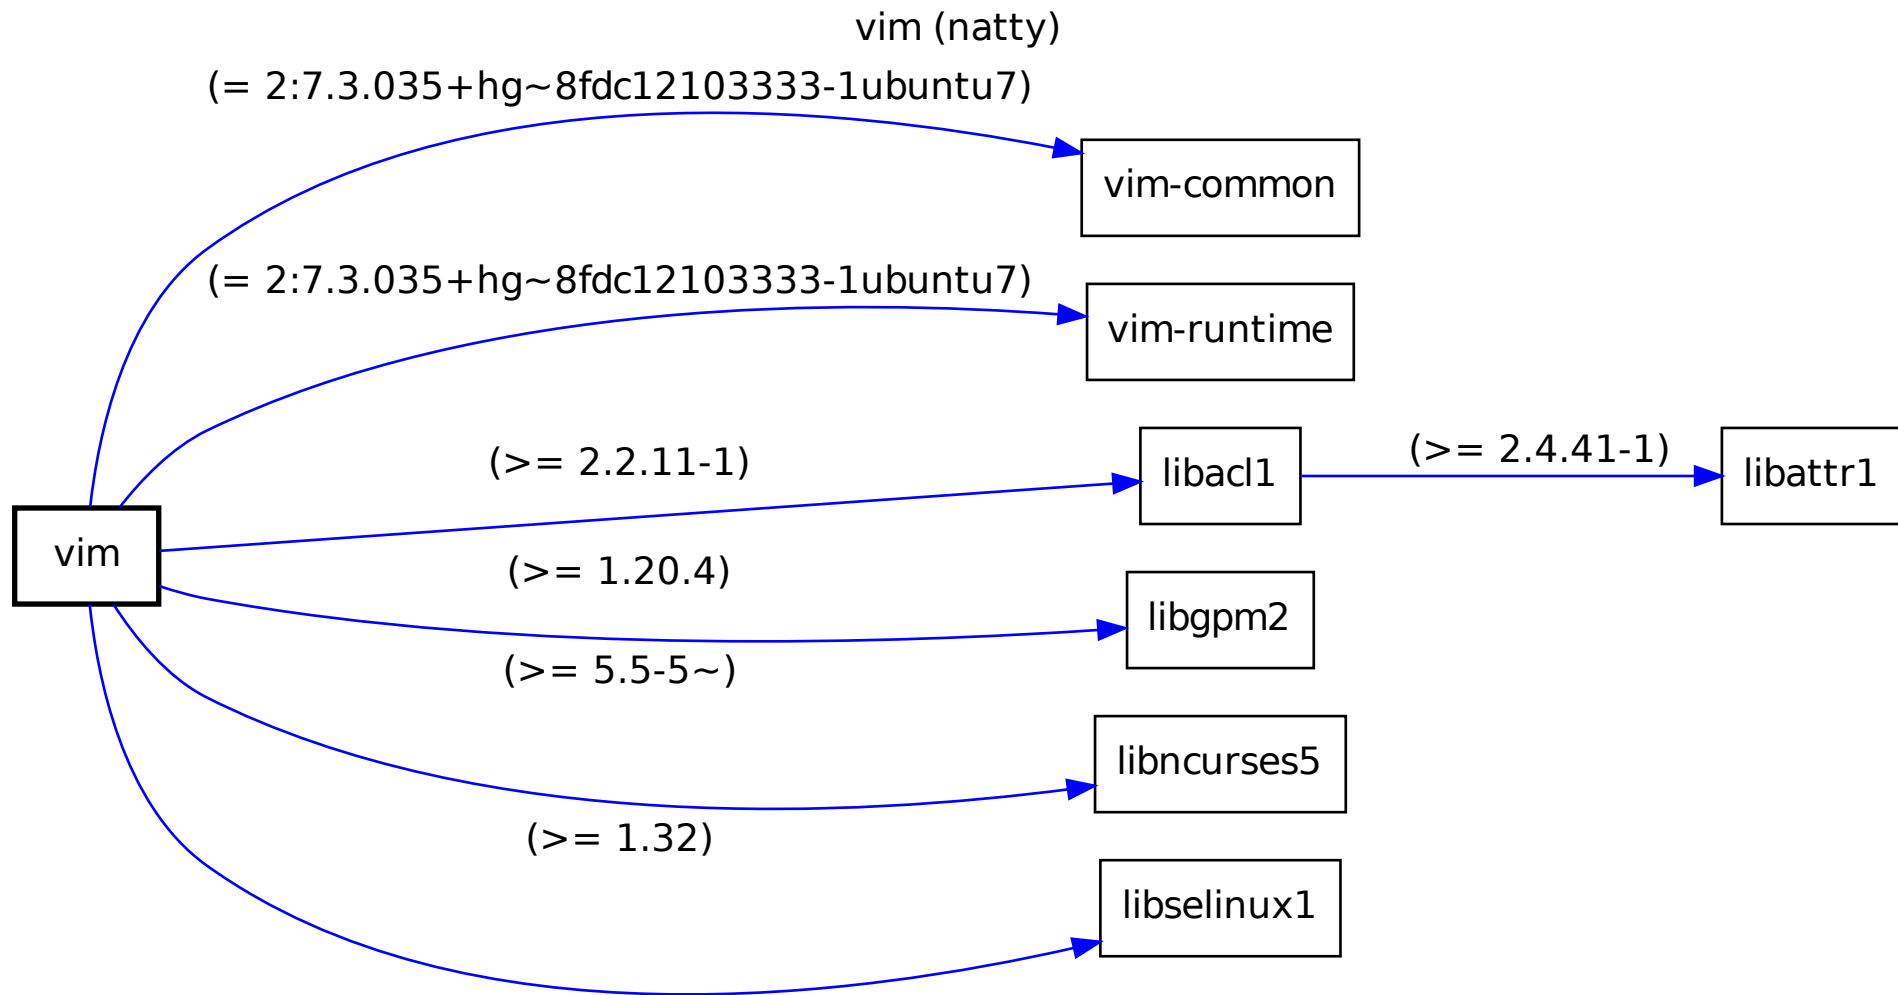 vim (natty)
(= 2:7.3.035+hg~8fdc12103333-1ubuntu7)
vim-common
(= 2:7.3.035+hg~8fdc12103333-1ubuntu7)
vim-runtime
(>= 2.2.11-1)
libacl1
(>= 2.4.41-1)
libattr1
vim
(>= 1.20.4)
libgpm2
(>= 5.5-5~)
libncurses5
(>= 1.32)
libselinux1